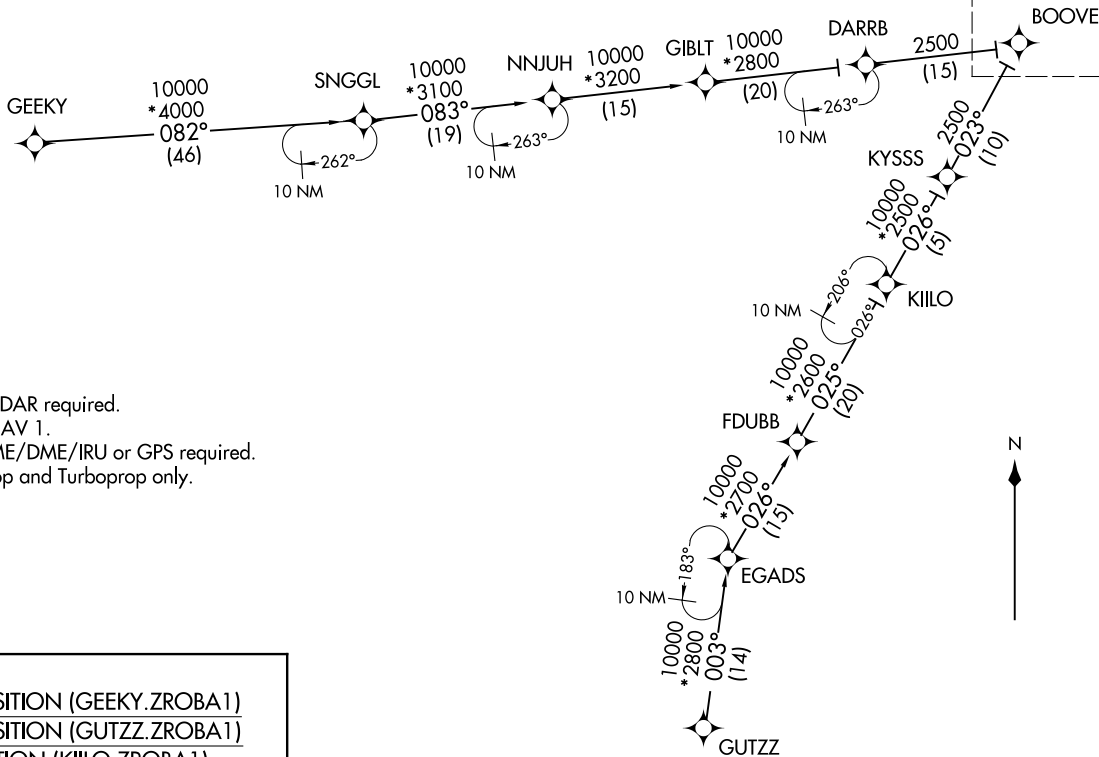 BOOVE
DARRB
2500
(15)
GIBLT
10000
*2800
(20)
263°
10 NM
NNJUH
10000
*3200
(15)
SNGGL
10000
*3100
083°
(19)
263°
10 NM
GEEKY
10000
*4000
082°
(46)
262°
10 NM
2500
023°
(10)
KYSSS
10000
*2500
026°
(5)
KIILO
206°
10 NM
026°
10000
*2600
025°
(20)
FDUBB
10000
*2700
026°
(15)
EGADS
183°
10 NM
10000
*2800
003°
(14)
GUTZZ
N
DAR required.
AV 1.
ME/DME/IRU or GPS required.
op and Turboprop only.
SITION (GEEKY.ZROBA1)
SITION (GUTZZ.ZROBA1)
TION (KIILO.ZROBA1)